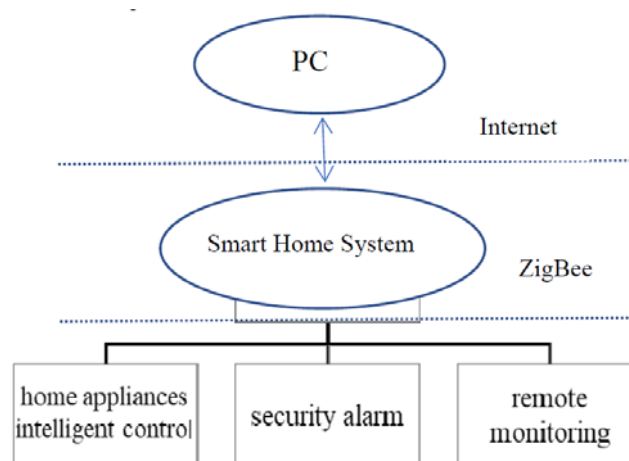 PC
Internet
Smart Home System
ZigBee
home appliances
intelligent control
security alarm
remote
monitoring